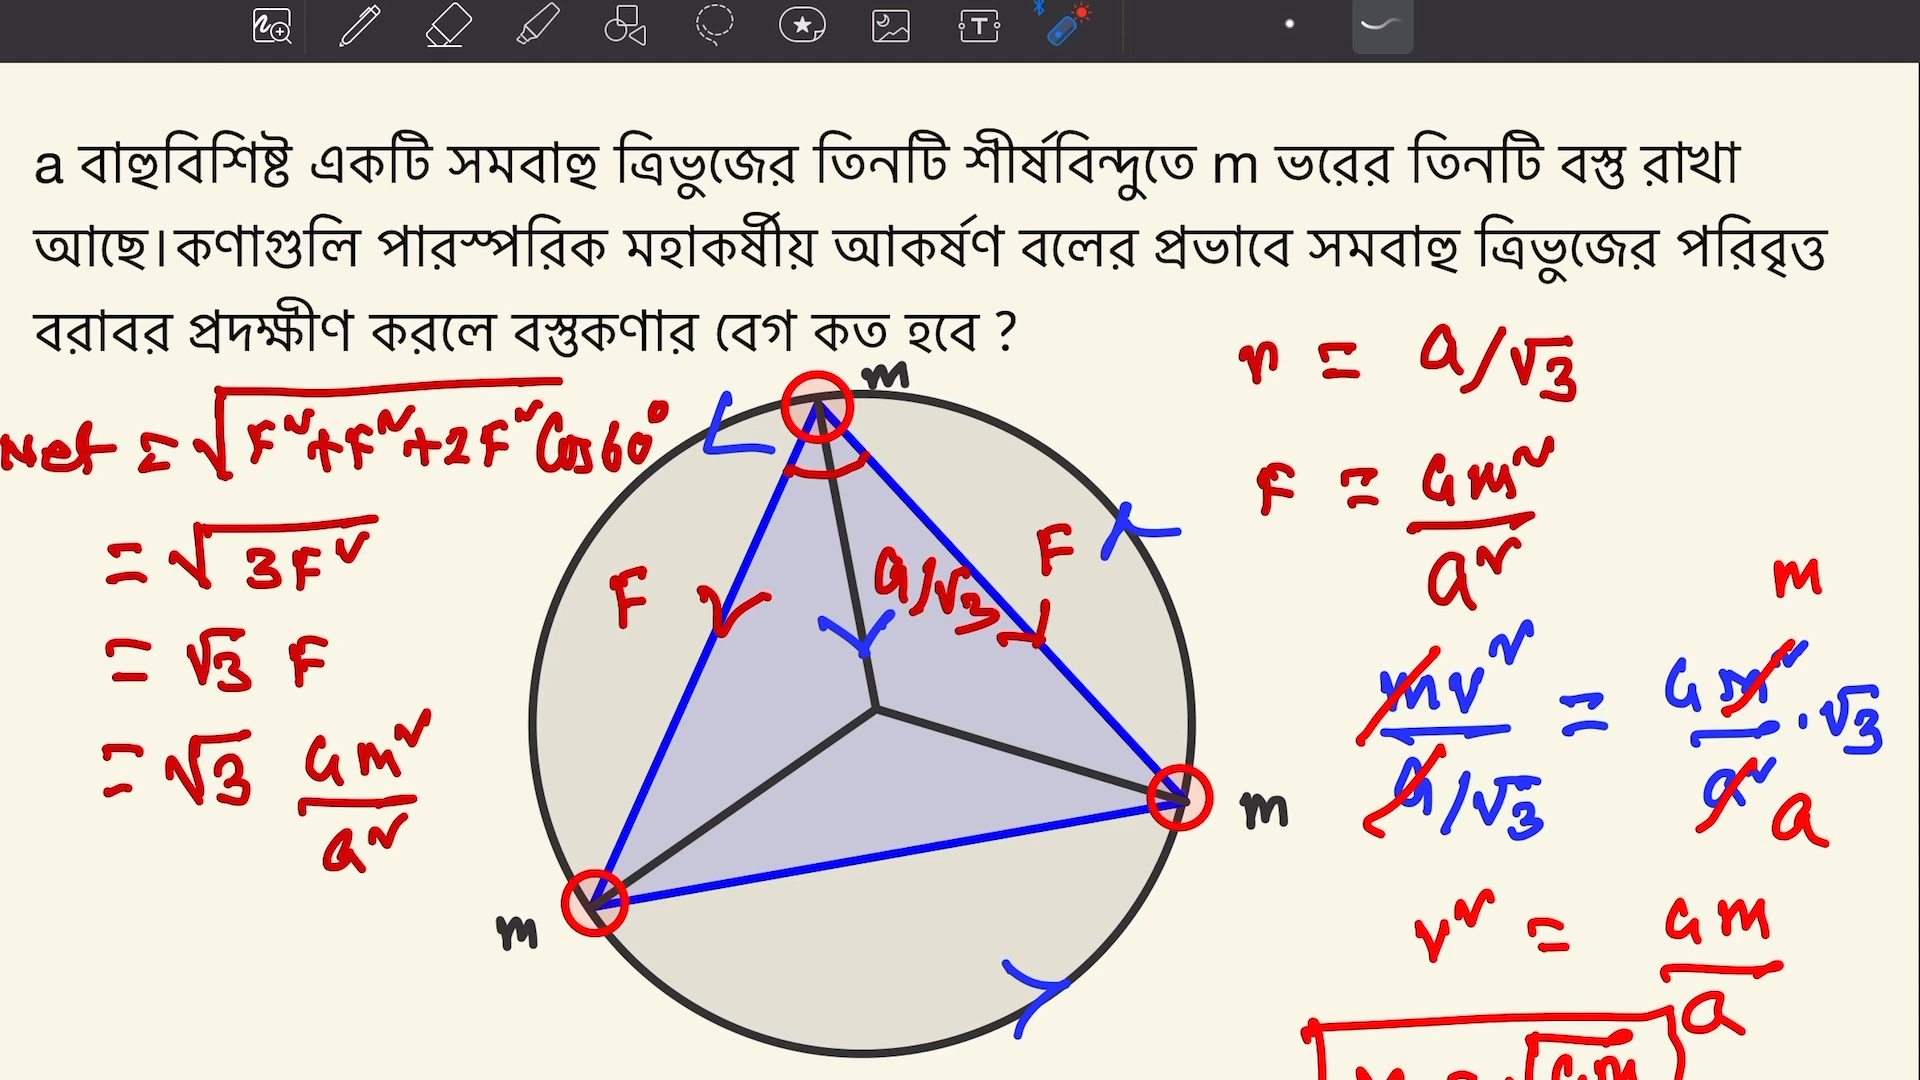 a বাহুবিশিষ্ট একটি সমবাহু ত্রিভুজের তিনটি শীর্ষবিন্দুতে m ভরের তিনটি বস্তু রাখা
আছে।কণাগুলি পারস্পরিক মহাকর্ষীয় আকর্ষণ বলের প্রভাবে সমবাহু ত্রিভুজের পরিবৃত্ত
বরাবর প্রদক্ষীণ করলে বস্তুকণার বেগ কত হবে ?
Net = √(F²+F²+2F² Cos60°)
= √(3F²)
= √3 F
= √3 Gm²/a²
m
F
a/√3
F
m
m
r = a/√3
F = Gm²/a²
mv²/(a/√3) = Gm²/a² · √3
m
a
v² = Gm/a